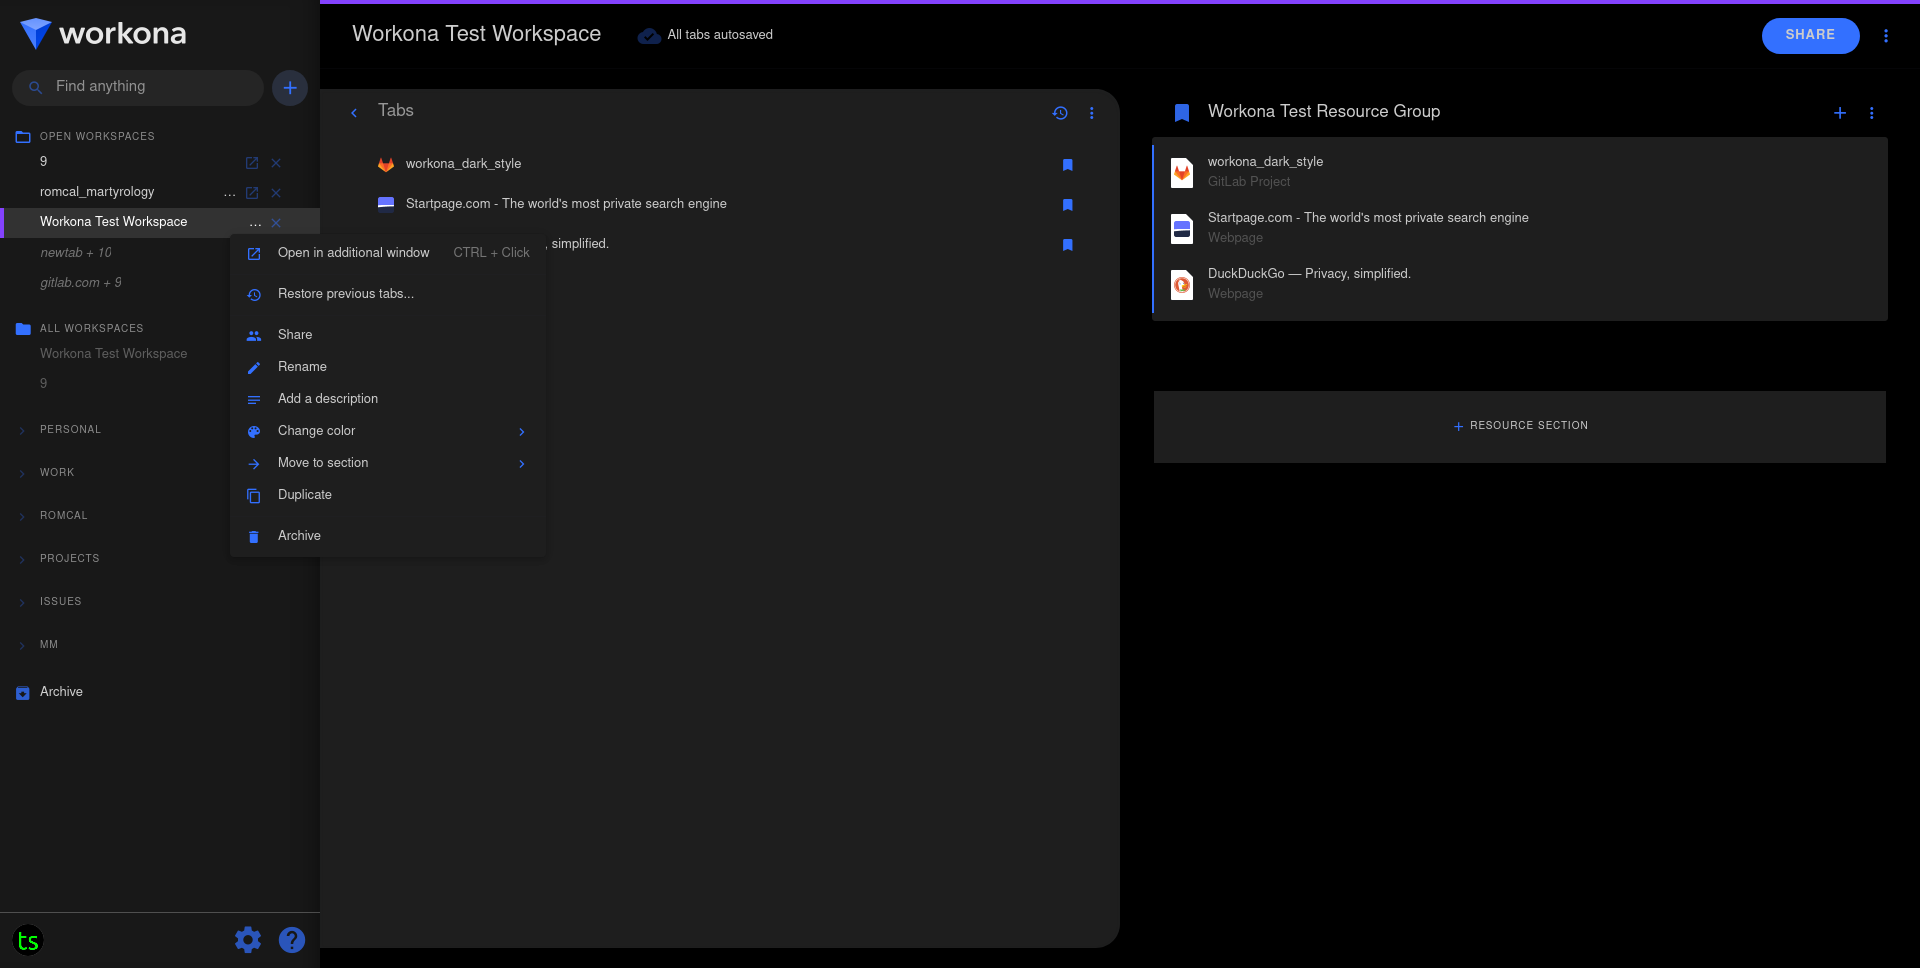 workona
Find anything
OPEN WORKSPACES
9
romcal_martyrology ...
Workona Test Workspace ...
newtab + 10
gitlab.com + 9
ALL WORKSPACES
Workona Test Workspace
9
PERSONAL
WORK
ROMCAL
PROJECTS
ISSUES
MM
Archive
ts
Open in additional window CTRL + Click
Restore previous tabs...
Share
Rename
Add a description
Change color
Move to section
Duplicate
Archive
Workona Test Workspace
All tabs autosaved
SHARE
Tabs
workona_dark_style
Startpage.com - The world's most private search engine
, simplified.
Workona Test Resource Group
workona_dark_style
GitLab Project
Startpage.com - The world's most private search engine
Webpage
DuckDuckGo — Privacy, simplified.
Webpage
+ RESOURCE SECTION